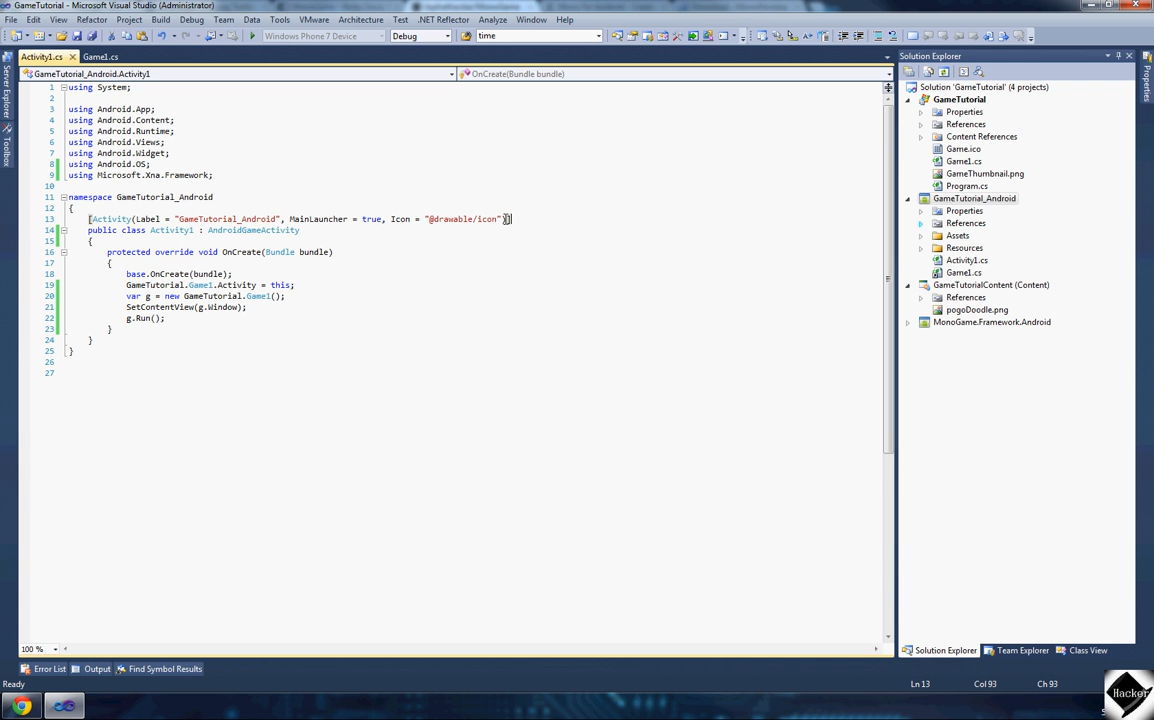 GameTutorial - Microsoft Visual Studio (Administrator)
File Edit View Refactor Project Build Debug Team Data Tools VMware Architecture Test .NET Reflector Analyze Window Help
Windows Phone 7 Device Debug time
Activity1.cs Game1.cs
GameTutorial_Android.Activity1 OnCreate(Bundle bundle)
1 using System;
2
3 using Android.App;
4 using Android.Content;
5 using Android.Runtime;
6 using Android.Views;
7 using Android.Widget;
8 using Android.OS;
9 using Microsoft.Xna.Framework;
10
11 namespace GameTutorial_Android
12 {
13 [Activity(Label = "GameTutorial_Android", MainLauncher = true, Icon = "@drawable/icon")]
14 public class Activity1 : AndroidGameActivity
15 {
16 protected override void OnCreate(Bundle bundle)
17 {
18 base.OnCreate(bundle);
19 GameTutorial.Game1.Activity = this;
20 var g = new GameTutorial.Game1();
21 SetContentView(g.Window);
22 g.Run();
23 }
24 }
25 }
26
27
100 %
Server Explorer
Toolbox
Solution Explorer
Solution 'GameTutorial' (4 projects)
GameTutorial
Properties
References
Content References
Game.ico
Game1.cs
GameThumbnail.png
Program.cs
GameTutorial_Android
Properties
References
Assets
Resources
Activity1.cs
Game1.cs
GameTutorialContent (Content)
References
pogoDoodle.png
MonoGame.Framework.Android
Solution Explorer Team Explorer Class View
Properties
Error List Output Find Symbol Results
Ready Ln 13 Col 93 Ch 93
Hacker